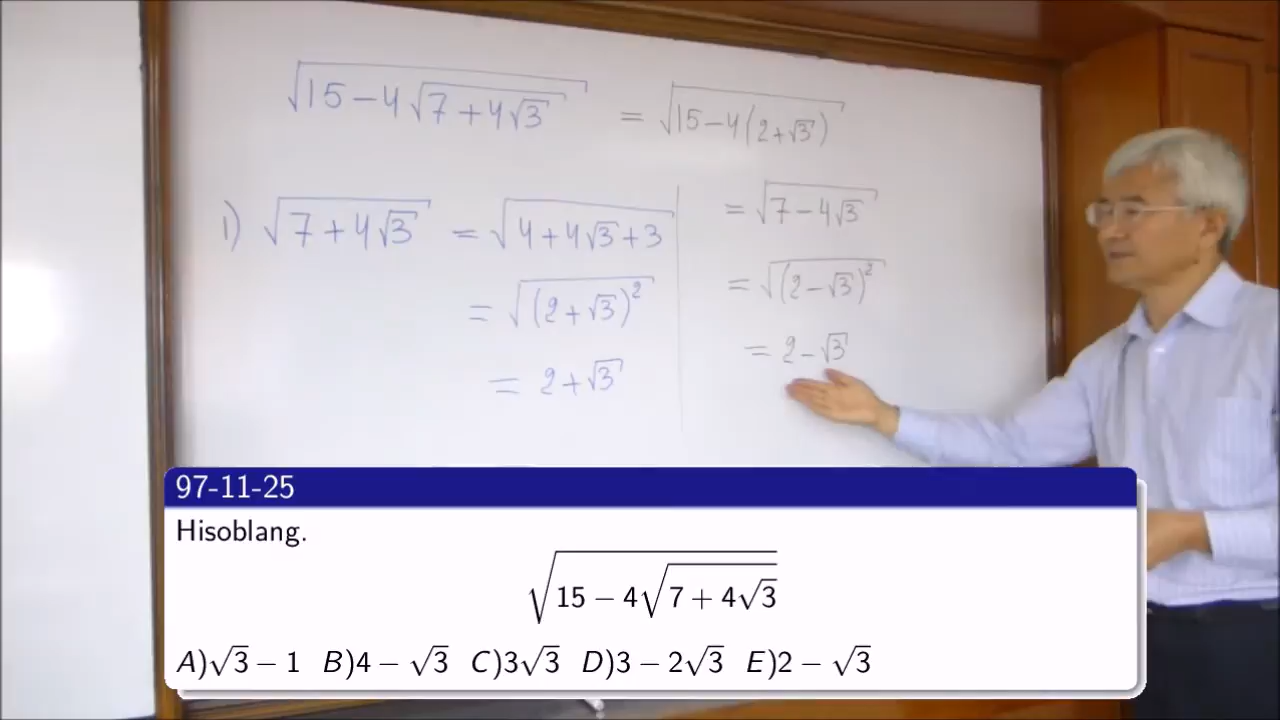 √(15−4√(7+4√3)) = √(15−4(2+√3))
1) √(7+4√3) = √(4+4√3+3)
= √((2+√3)²)
= 2+√3
= √(7−4√3)
= √((2−√3)²)
= 2−√3
97-11-25
Hisoblang.
√(15 − 4√(7 + 4√3))
A)√3 − 1 B)4 − √3 C)3√3 D)3 − 2√3 E)2 − √3